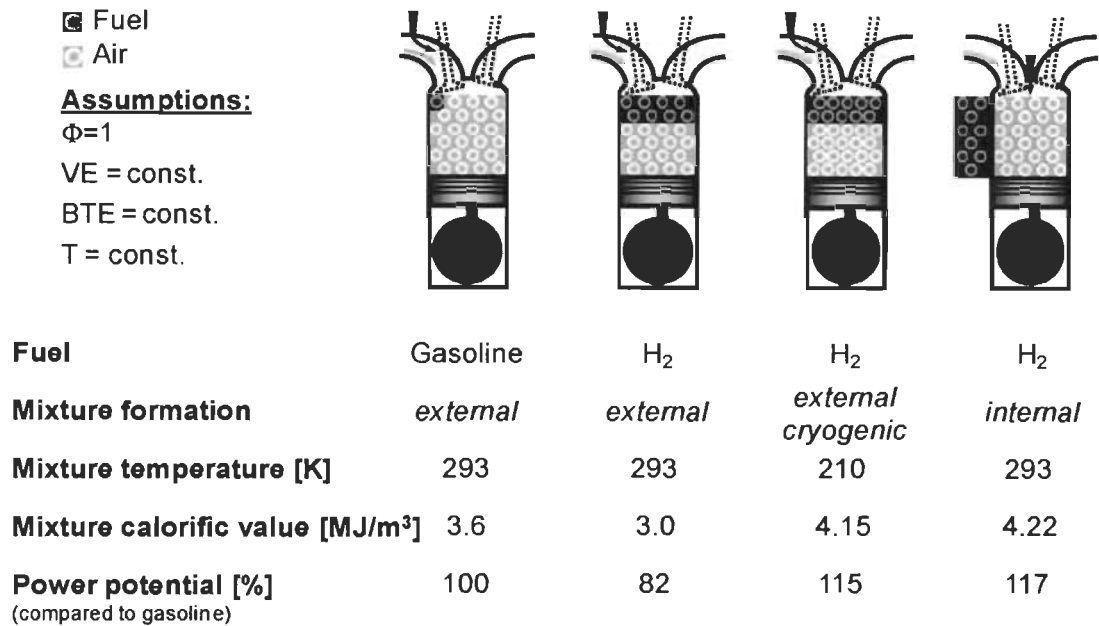 Fuel
Air
Assumptions:
Φ=1
VE = const.
BTE = const.
T = const.
Fuel Gasoline H₂ H₂ H₂
Mixture formation external external external cryogenic internal
Mixture temperature [K] 293 293 210 293
Mixture calorific value [MJ/m³] 3.6 3.0 4.15 4.22
Power potential [%] 100 82 115 117
(compared to gasoline)